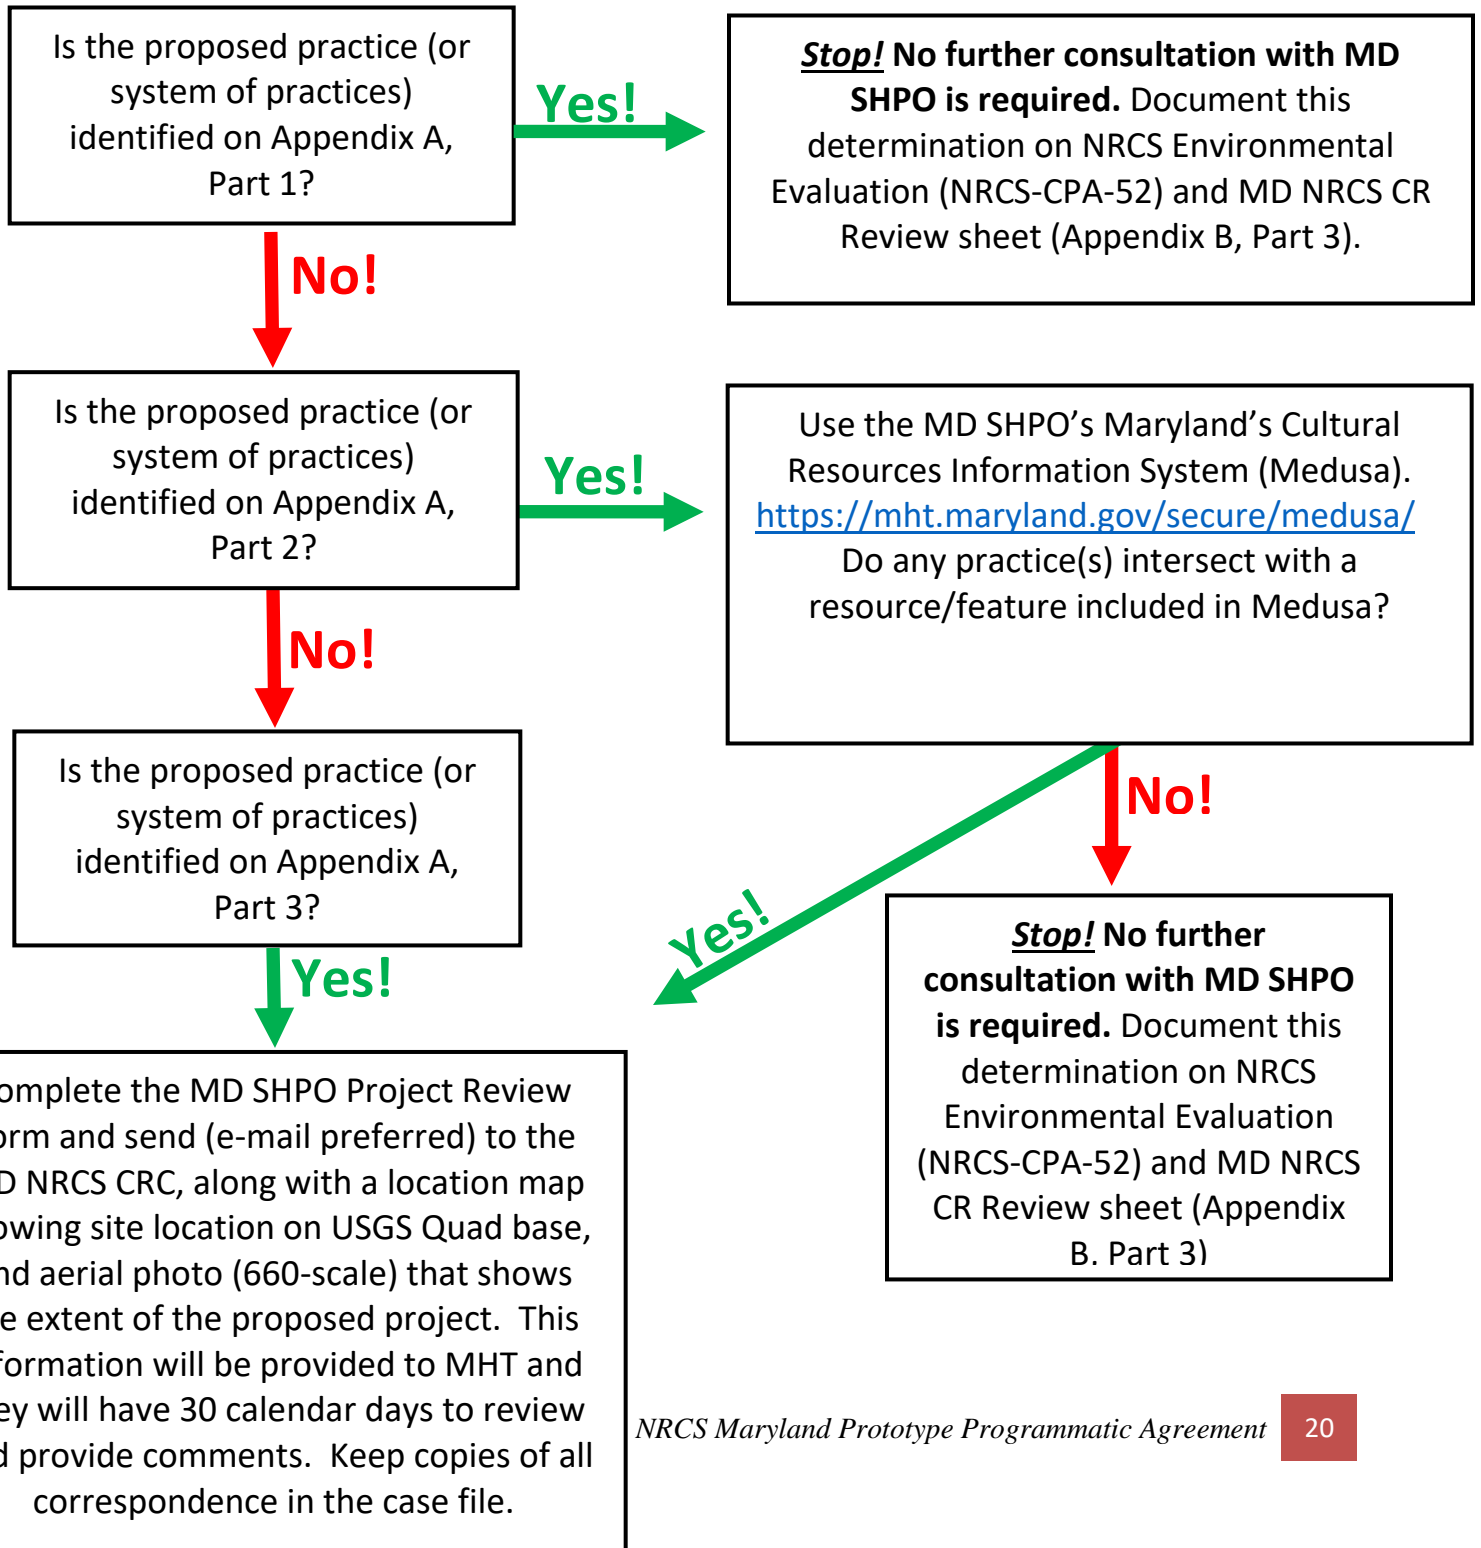 Is the proposed practice (or
system of practices)
identified on Appendix A,
Part 1?
Yes!
Stop! No further consultation with MD
SHPO is required. Document this
determination on NRCS Environmental
Evaluation (NRCS-CPA-52) and MD NRCS CR
Review sheet (Appendix B, Part 3).
No!
Is the proposed practice (or
system of practices)
identified on Appendix A,
Part 2?
Yes!
Use the MD SHPO’s Maryland’s Cultural
Resources Information System (Medusa).
https://mht.maryland.gov/secure/medusa/
Do any practice(s) intersect with a
resource/feature included in Medusa?
No!
Is the proposed practice (or
system of practices)
identified on Appendix A,
Part 3?
Yes!
No!
Yes!
Stop! No further
consultation with MD SHPO
is required. Document this
determination on NRCS
Environmental Evaluation
(NRCS-CPA-52) and MD NRCS
CR Review sheet (Appendix
B. Part 3)
omplete the MD SHPO Project Review
orm and send (e-mail preferred) to the
D NRCS CRC, along with a location map
owing site location on USGS Quad base,
nd aerial photo (660-scale) that shows
e extent of the proposed project. This
formation will be provided to MHT and
ey will have 30 calendar days to review
d provide comments. Keep copies of all
correspondence in the case file.
NRCS Maryland Prototype Programmatic Agreement 20